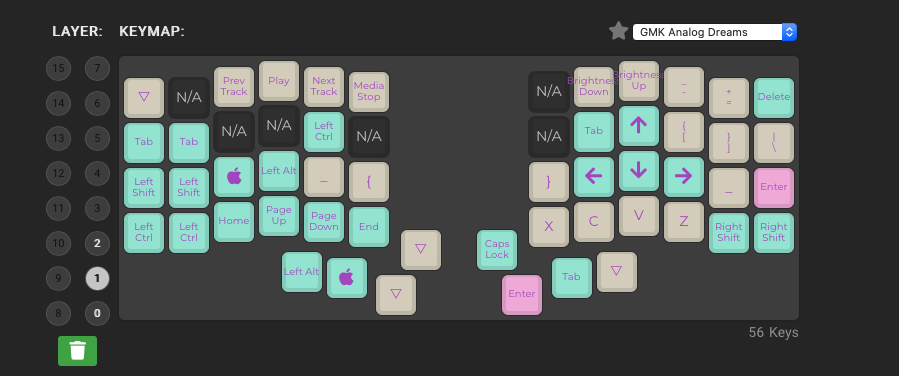 LAYER: KEYMAP: GMK Analog Dreams
15 7
14 6
13 5
12 4
11 3
10 2
9 1
8 0
▽ N/A Prev Track Play Next Track Media Stop
Tab Tab N/A N/A Left Ctrl N/A
Left Shift Left Shift Left Alt _ {
Left Ctrl Left Ctrl Home Page Up Page Down End
Left Alt ▽ ▽
N/A Brightness Down Brightness Up _ - + = Delete
N/A Tab ↑ { [ } ] | \
} ← ↓ → _ Enter
X C V Z Right Shift Right Shift
Caps Lock Enter Tab ▽
56 Keys